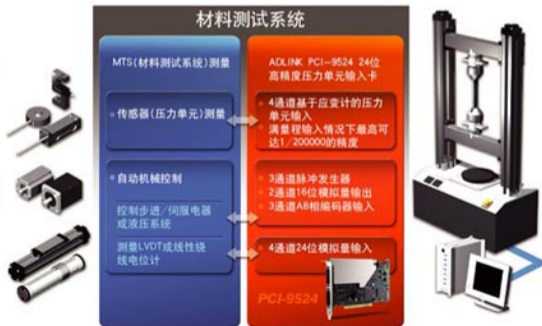 材料测试系统
MTS(材料测试系统)测量
ADLINK PCI-9524 24位
高精度压力单元输入卡
• 传感器(压力单元)测量
• 4通道基于应变计的压力
单元输入
• 满量程输入情况下最高可
达1/200000的精度
• 自动机械控制
控制步进/伺服电器
或液压系统
• 3通道脉冲发生器
• 2通道16位模拟量输出
• 3通道AB相编码器输入
测量LVDT或线性绕
线电位计
• 4通道24位模拟量输入
PCI-9524